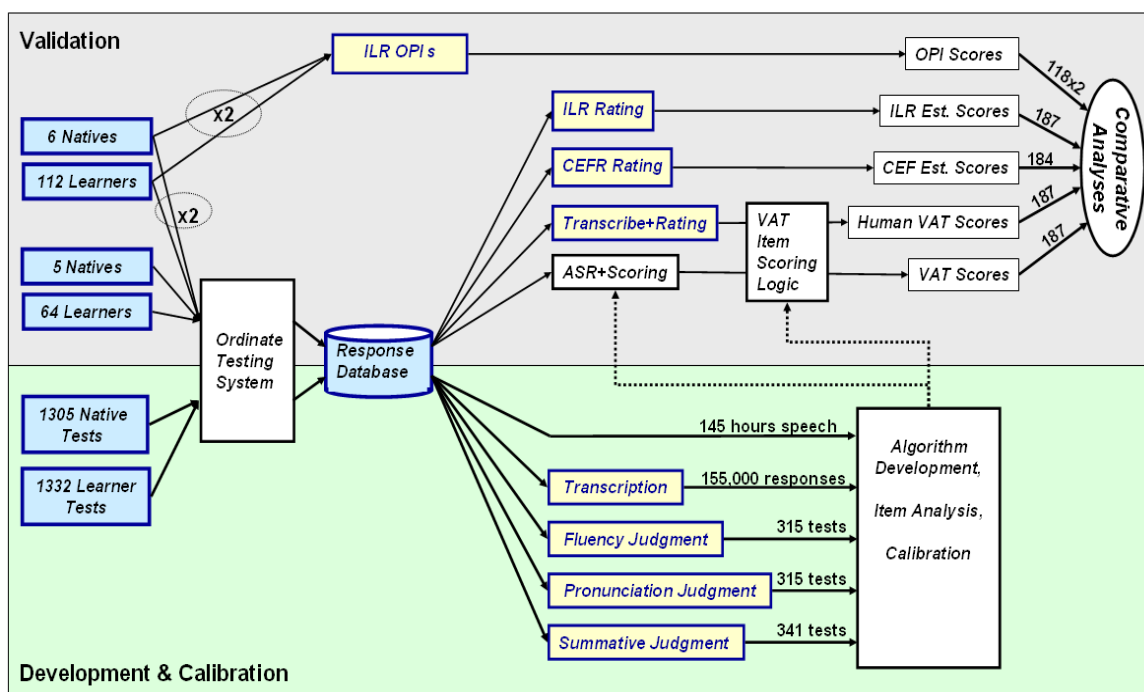 Validation
ILR OPI s
OPI Scores
118x2
x2
6 Natives
112 Learners
x2
ILR Rating
ILR Est. Scores
187
CEFR Rating
CEF Est. Scores
184
Comparative
Analyses
Transcribe+Rating
VAT
Item
Scoring
Logic
Human VAT Scores
187
ASR+Scoring
VAT Scores
187
5 Natives
64 Learners
Ordinate
Testing
System
Response
Database
1305 Native
Tests
1332 Learner
Tests
145 hours speech
Transcription
155,000 responses
Fluency Judgment
315 tests
Pronunciation Judgment
315 tests
Summative Judgment
341 tests
Algorithm
Development,
Item Analysis,
Calibration
Development & Calibration